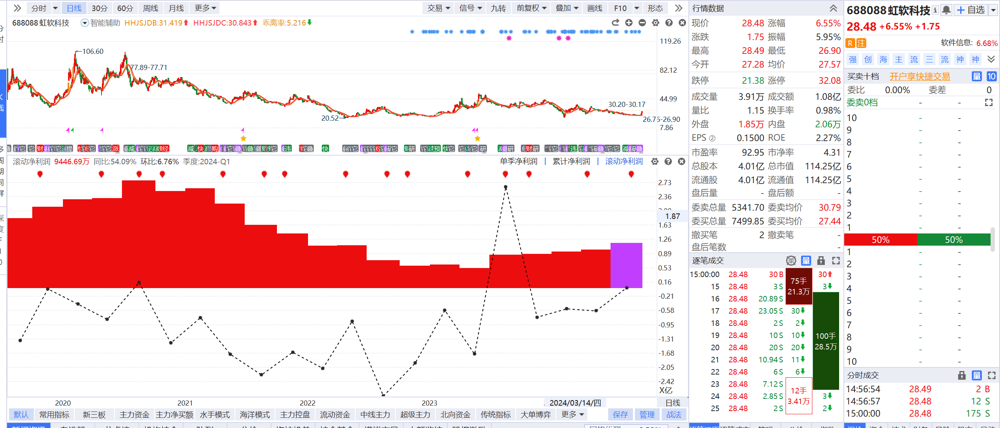 分时 日线 30分 60分 周线 月线 更多 交易 信号 九转 前复权 叠加 画线 F10 形态
688088 虹软科技 智能辅助 HHJSJDB:31.419 HHJSJDC:30.843 乖离率:5.216
119.26
←106.60
77.89-77.71
82.12
44.99
30.20-30.17
20.52
26.76-26.90
7.86
滚动净利润 9446.69万 同比:54.09% 环比:6.76% 季度:2024-Q1 单季净利润 累计净利润 滚动净利润
2.73
2.36
1.87
1.63
1.26
0.89
0.53
0.16
-0.21
-0.58
-0.95
-1.31
-1.68
-2.05
-2.42
X亿
2020 2021 2022 2023 2024/03/14/四 日线
默认 常用指标 新三板 主力资金 主力净买额 水手模式 海洋模式 主力控盘 流动资金 中线主力 超级主力 北向资金 传统指标 大单博弈 更多 保存 管理 战法
行情数据
现价 28.48 涨幅 6.55%
涨跌 1.75 振幅 5.95%
最高 28.49 最低 26.90
今开 27.28 均价 27.57
跌停 21.38 涨停 32.08
成交量 3.91万 成交额 1.08亿
量比 1.15 换手率 0.98%
外盘 1.85万 内盘 2.06万
EPS ② 0.1500 ROE 2.27%
市盈率 92.95 市净率 4.31
总股本 4.01亿 总市值 114.25亿
流通股 4.01亿 流通值 114.25亿
盘后量 - 盘后额 -
委卖总量 5341.70 委卖均价 30.79
委买总量 7499.85 委买均价 27.44
撤买笔 2 撤卖笔 -
盘后笔数 -
逐笔成交 单 量
15:00:00 28.48 30 B 30
15 28.48 3 S 3
16 28.48 20.89 S
17 28.48 23.05 S 30
18 28.48 2 S 2
19 28.48 10 S 10
20 28.48 20 S 20
21 28.48 10.94 S 11
22 28.48 6 S 6
23 28.48 7.12 S
24 28.48 2.85 S 3
25 28.48 2 S 2
75手
21.3万
100手
28.5万
12手
3.41万
688088 虹软科技 自选
28.48 +6.55% +1.75
R 注 软件信息: 6.68%
强 创 海 主 流 三 流 神 神
买卖十档 开户享快捷交易 量 10
委比 0.00% 委差 0
委卖0档 - -
10 - -
9 - -
8 - -
7 - -
6 - -
5 - -
4 - -
3 - -
2 - -
1 - -
50% 50%
1 - -
2 - -
3 - -
4 - -
5 - -
6 - -
7 - -
8 - -
9 - -
10 - -
分时成交 量
14:56:54 28.49 2 B
14:56:57 28.48 12 S
15:00:00 28.48 175 S